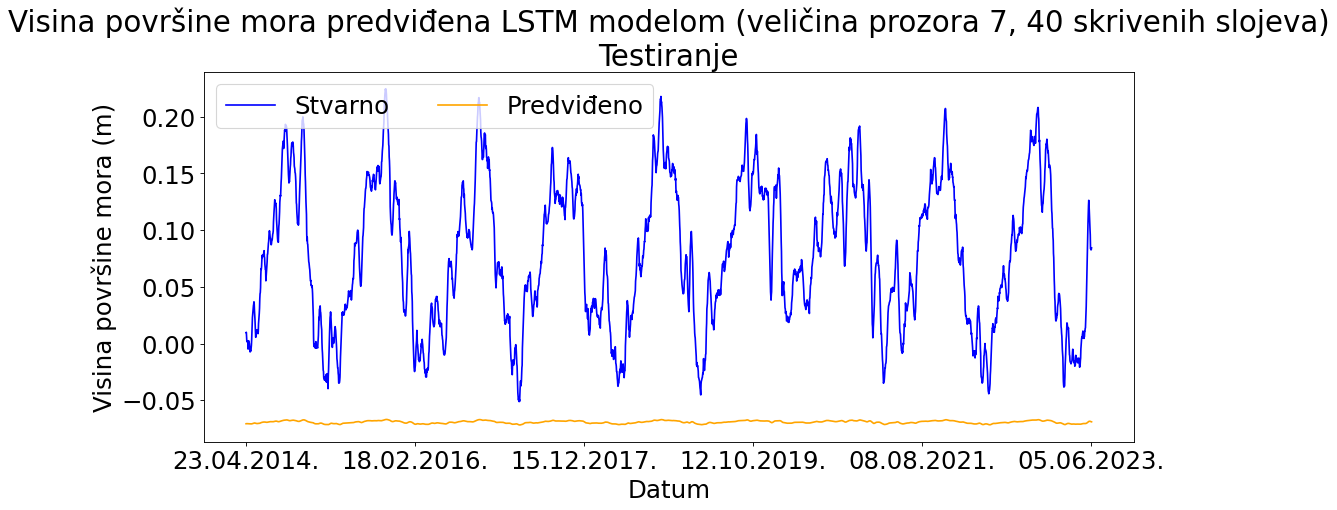 Visina površine mora predviđena LSTM modelom (veličina prozora 7, 40 skrivenih slojeva)
Testiranje
Stvarno Predviđeno
Visina površine mora (m)
0.20
0.15
0.10
0.05
0.00
−0.05
23.04.2014. 18.02.2016. 15.12.2017. 12.10.2019. 08.08.2021. 05.06.2023.
Datum